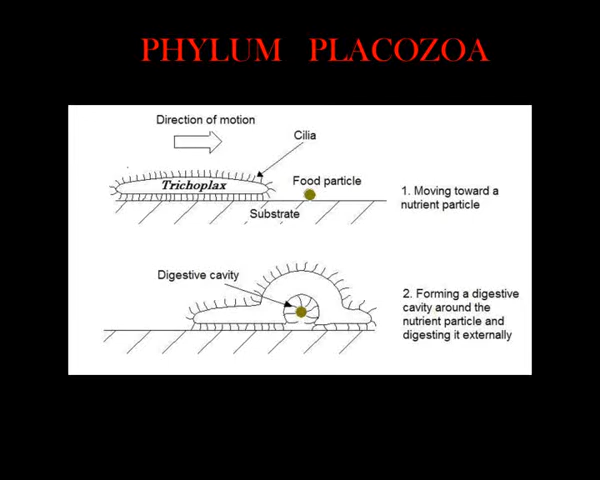 PHYLUM PLACOZOA
Direction of motion
Cilia
Trichoplax
Food particle
Substrate
1. Moving toward a
nutrient particle
Digestive cavity
2. Forming a digestive
cavity around the
nutrient particle and
digesting it externally